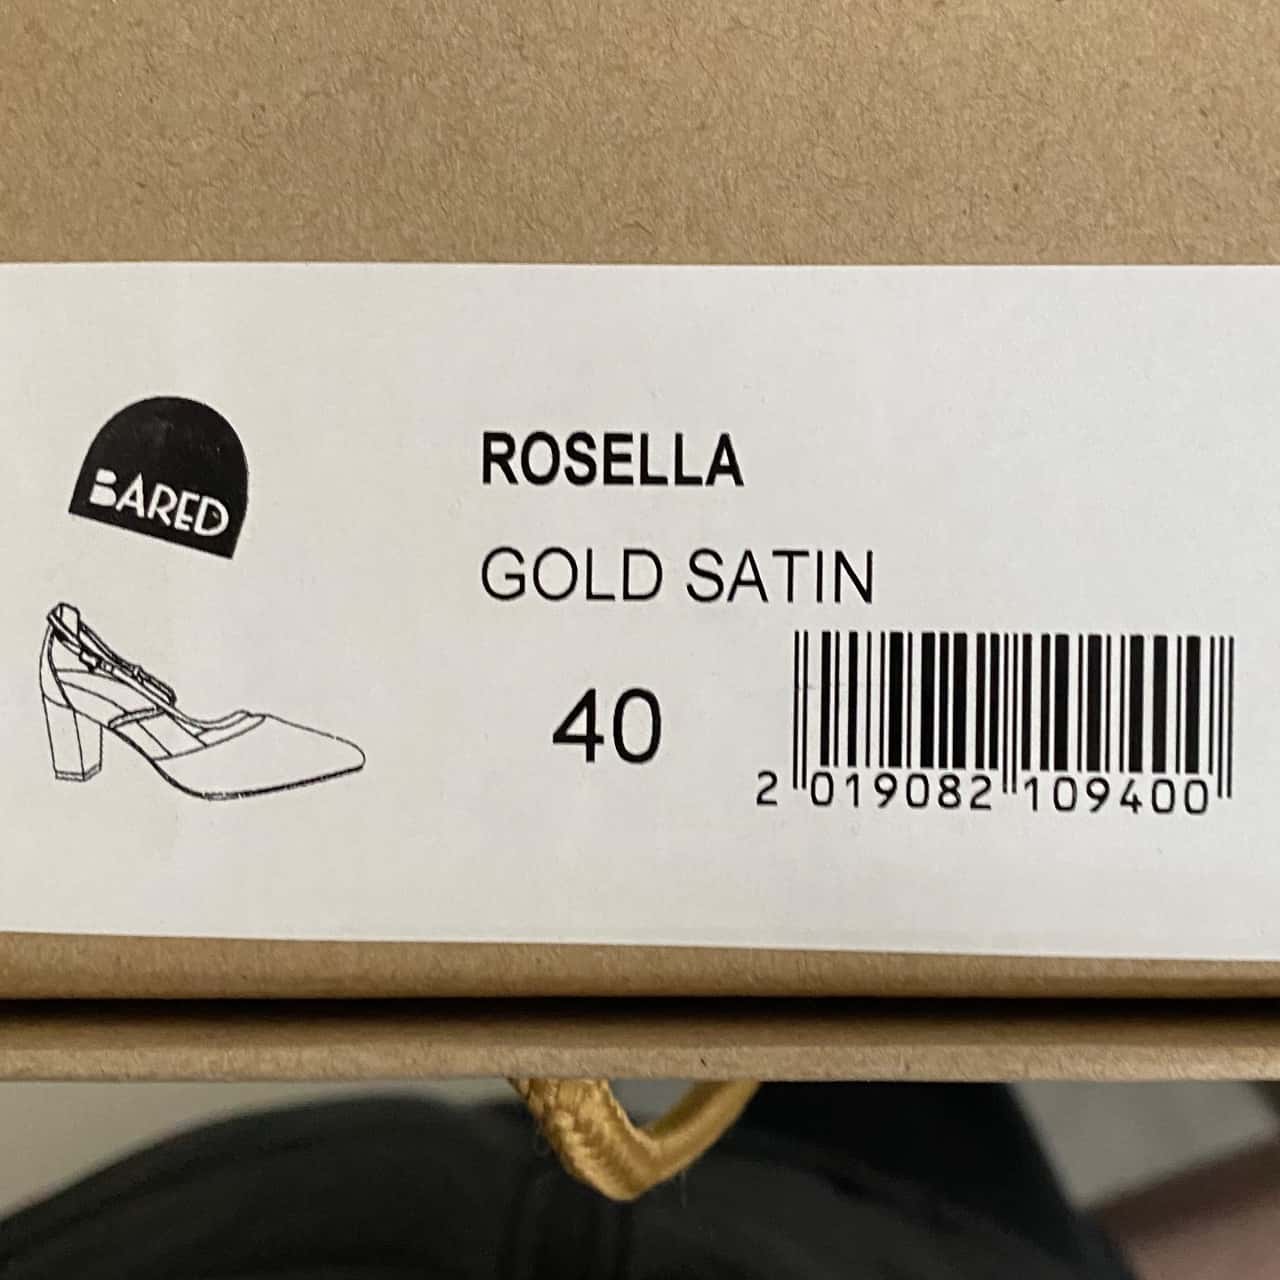 BARED
ROSELLA
GOLD SATIN
40
2 019082 109400